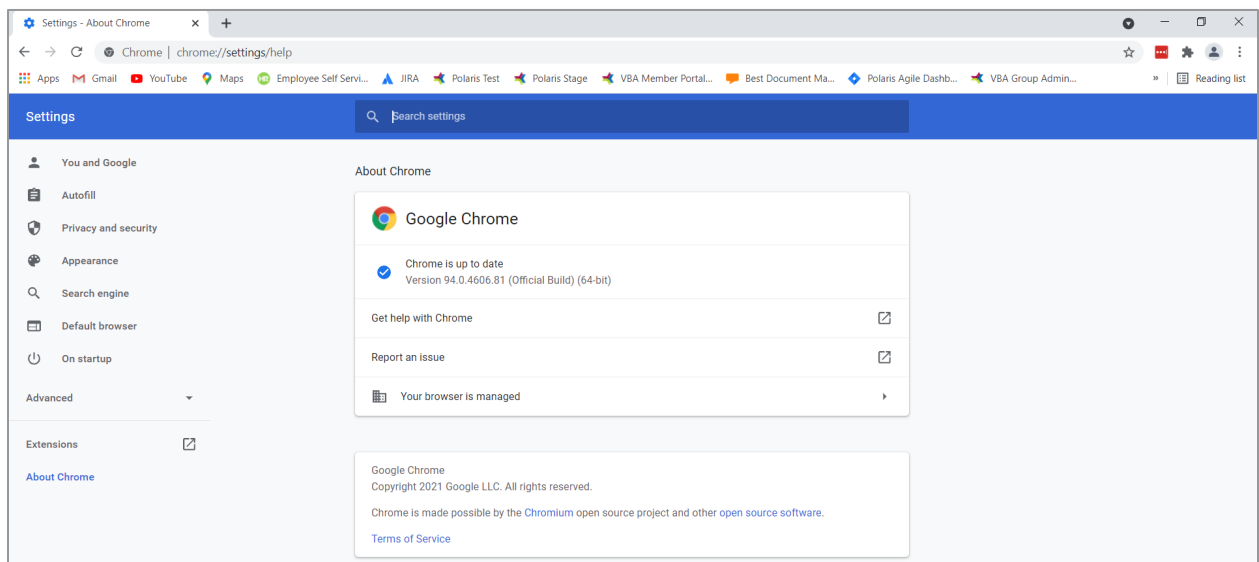 Settings - About Chrome
Chrome | chrome://settings/help
Apps Gmail YouTube Maps Employee Self Servi... JIRA Polaris Test Polaris Stage VBA Member Portal... Best Document Ma... Polaris Agile Dashb... VBA Group Admin... » Reading list
Settings
Search settings
You and Google
Autofill
Privacy and security
Appearance
Search engine
Default browser
On startup
Advanced
Extensions
About Chrome
About Chrome
Google Chrome
Chrome is up to date
Version 94.0.4606.81 (Official Build) (64-bit)
Get help with Chrome
Report an issue
Your browser is managed
Google Chrome
Copyright 2021 Google LLC. All rights reserved.
Chrome is made possible by the Chromium open source project and other open source software.
Terms of Service